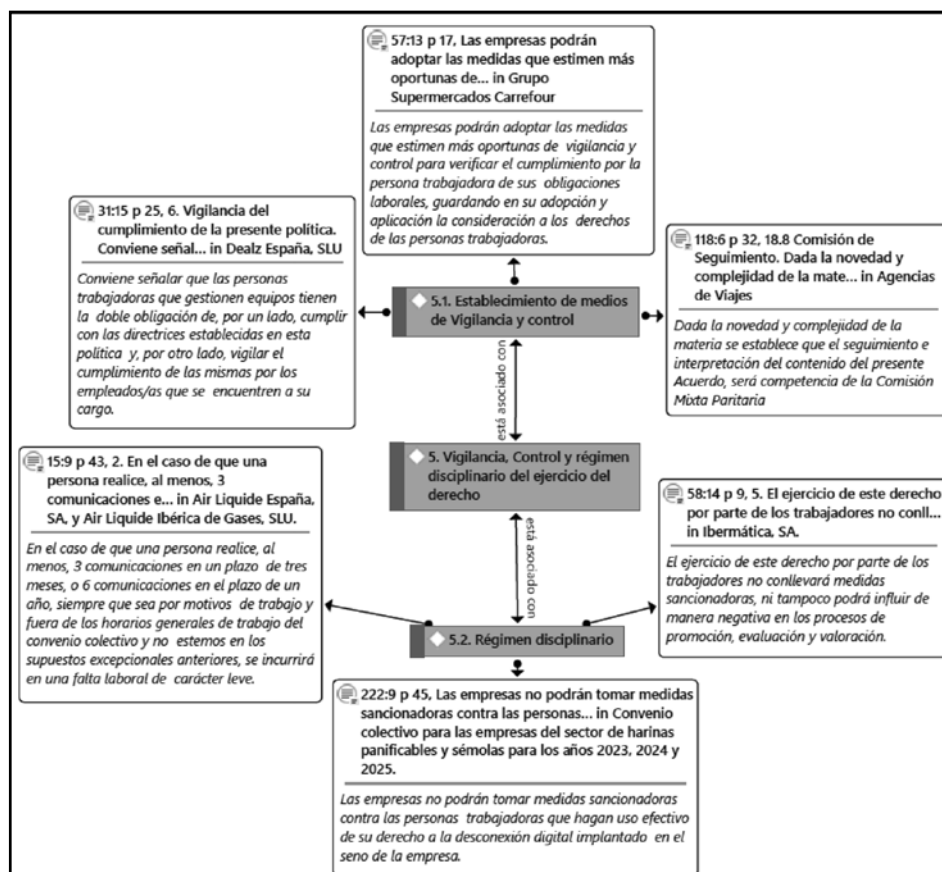 57:13 p 17, Las empresas podrán
adoptar las medidas que estimen más
oportunas de... in Grupo
Supermercados Carrefour
Las empresas podrán adoptar las medidas
que estimen más oportunas de vigilancia y
control para verificar el cumplimiento por la
persona trabajadora de sus obligaciones
laborales, guardando en su adopción y
aplicación la consideración a los derechos
de las personas trabajadoras.
31:15 p 25, 6. Vigilancia del
cumplimiento de la presente política.
Conviene señal... in Dealz España, SLU
Conviene señalar que las personas
trabajadoras que gestionen equipos tienen
la doble obligación de, por un lado, cumplir
con las directrices establecidas en esta
política y, por otro lado, vigilar el
cumplimiento de las mismas por los
empleados/as que se encuentren a su
cargo.
118:6 p 32, 18.8 Comisión de
Seguimiento. Dada la novedad y
complejidad de la mate... in Agencias
de Viajes
Dada la novedad y complejidad de la
materia se establece que el seguimiento e
interpretación del contenido del presente
Acuerdo, será competencia de la Comisión
Mixta Paritaria
5.1. Establecimiento de medios
de Vigilancia y control
está asociado con
5. Vigilancia, Control y régimen
disciplinario del ejercicio del
derecho
está asociado con
5.2. Régimen disciplinario
15:9 p 43, 2. En el caso de que una
persona realice, al menos, 3
comunicaciones e... in Air Liquide España,
SA, y Air Liquide Ibérica de Gases, SLU.
En el caso de que una persona realice, al
menos, 3 comunicaciones en un plazo de tres
meses, o 6 comunicaciones en el plazo de un
año, siempre que sea por motivos de trabajo y
fuera de los horarios generales de trabajo del
convenio colectivo y no estemos en los
supuestos excepcionales anteriores, se incurrirá
en una falta laboral de carácter leve.
58:14 p 9, 5. El ejercicio de este derecho
por parte de los trabajadores no conll...
in Ibermática, SA.
El ejercicio de este derecho por parte de los
trabajadores no conllevará medidas
sancionadoras, ni tampoco podrá influir de
manera negativa en los procesos de
promoción, evaluación y valoración.
222:9 p 45, Las empresas no podrán tomar medidas
sancionadoras contra las personas... in Convenio
colectivo para las empresas del sector de harinas
panificables y sémolas para los años 2023, 2024 y
2025.
Las empresas no podrán tomar medidas sancionadoras
contra las personas trabajadoras que hagan uso efectivo
de su derecho a la desconexión digital implantado en el
seno de la empresa.